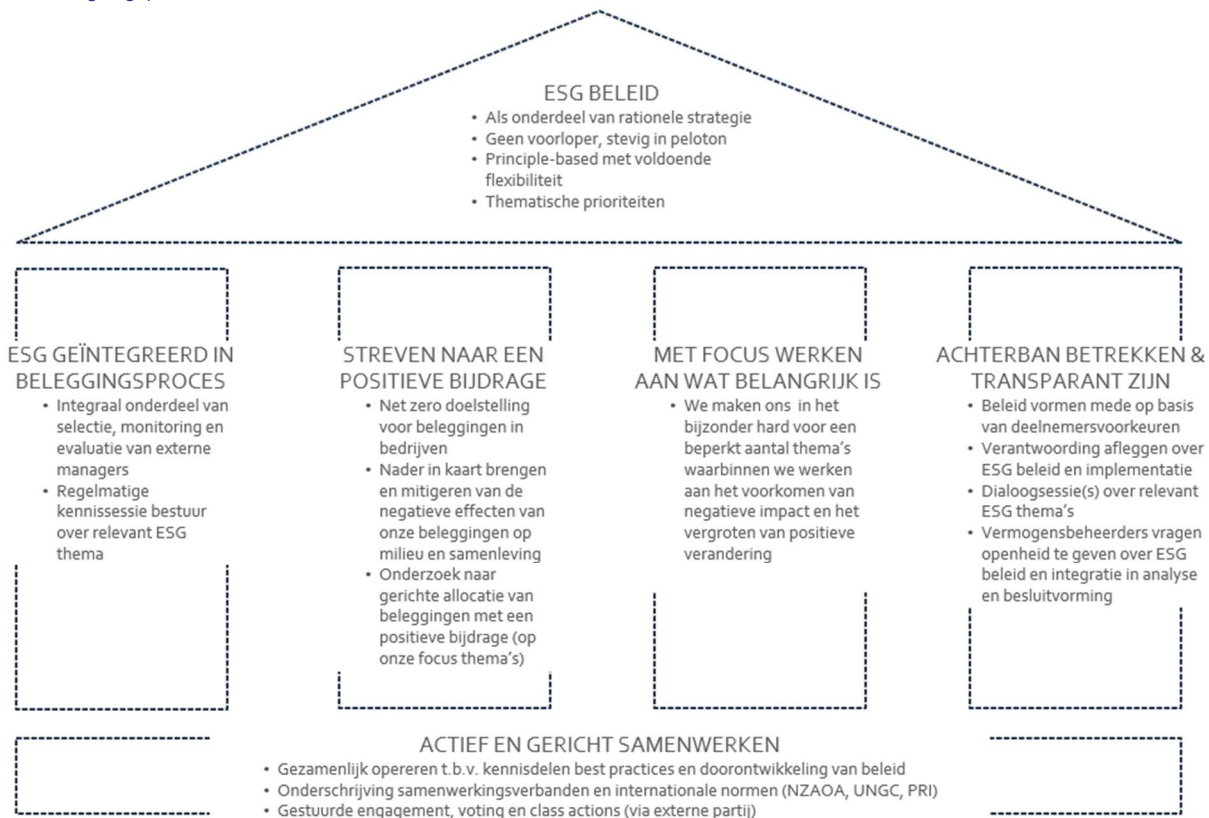 ESG BELEID
• Als onderdeel van rationele strategie
• Geen voorloper, stevig in peloton
• Principle-based met voldoende
flexibiliteit
• Thematische prioriteiten
ESG GEÏNTEGREERD IN
BELEGGINGSPROCES
• Integraal onderdeel van
selectie, monitoring en
evaluatie van externe
managers
• Regelmatige
kennissessie bestuur
over relevant ESG
thema
STREVEN NAAR EEN
POSITIEVE BIJDRAGE
• Net zero doelstelling
voor beleggingen in
bedrijven
• Nader in kaart brengen
en mitigeren van de
negatieve effecten van
onze beleggingen op
milieu en samenleving
• Onderzoek naar
gerichte allocatie van
beleggingen met een
positieve bijdrage (op
onze focus thema's)
MET FOCUS WERKEN
AAN WAT BELANGRIJK IS
• We maken ons in het
bijzonder hard voor een
beperkt aantal thema's
waarbinnen we werken
aan het voorkomen van
negatieve impact en het
vergroten van positieve
verandering
ACHTERBAN BETREKKEN &
TRANSPARANT ZIJN
• Beleid vormen mede op basis
van deelnemersvoorkeuren
• Verantwoording afleggen over
ESG beleid en implementatie
• Dialoogsessie(s) over relevant
ESG thema's
• Vermogensbeheerders vragen
openheid te geven over ESG
beleid en integratie in analyse
en besluitvorming
ACTIEF EN GERICHT SAMENWERKEN
• Gezamenlijk opereren t.b.v. kennisdelen best practices en doorontwikkeling van beleid
• Onderschrijving samenwerkingsverbanden en internationale normen (NZAOA, UNGC, PRI)
• Gestuurde engagement, voting en class actions (via externe partij)